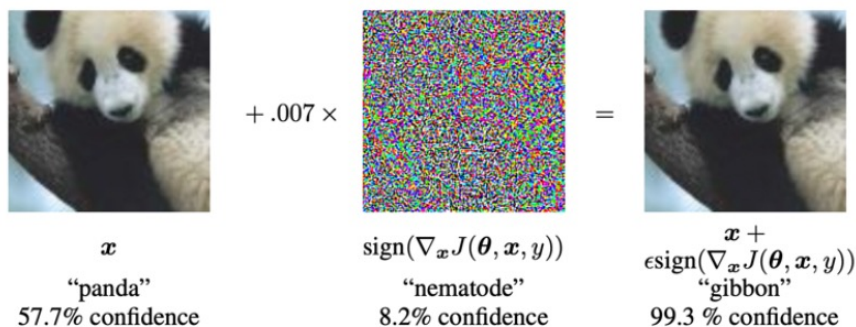 + .007 ×
=
x
"panda"
57.7% confidence
sign(∇ₓJ(θ, x, y))
"nematode"
8.2% confidence
x +
ϵsign(∇ₓJ(θ, x, y))
"gibbon"
99.3 % confidence